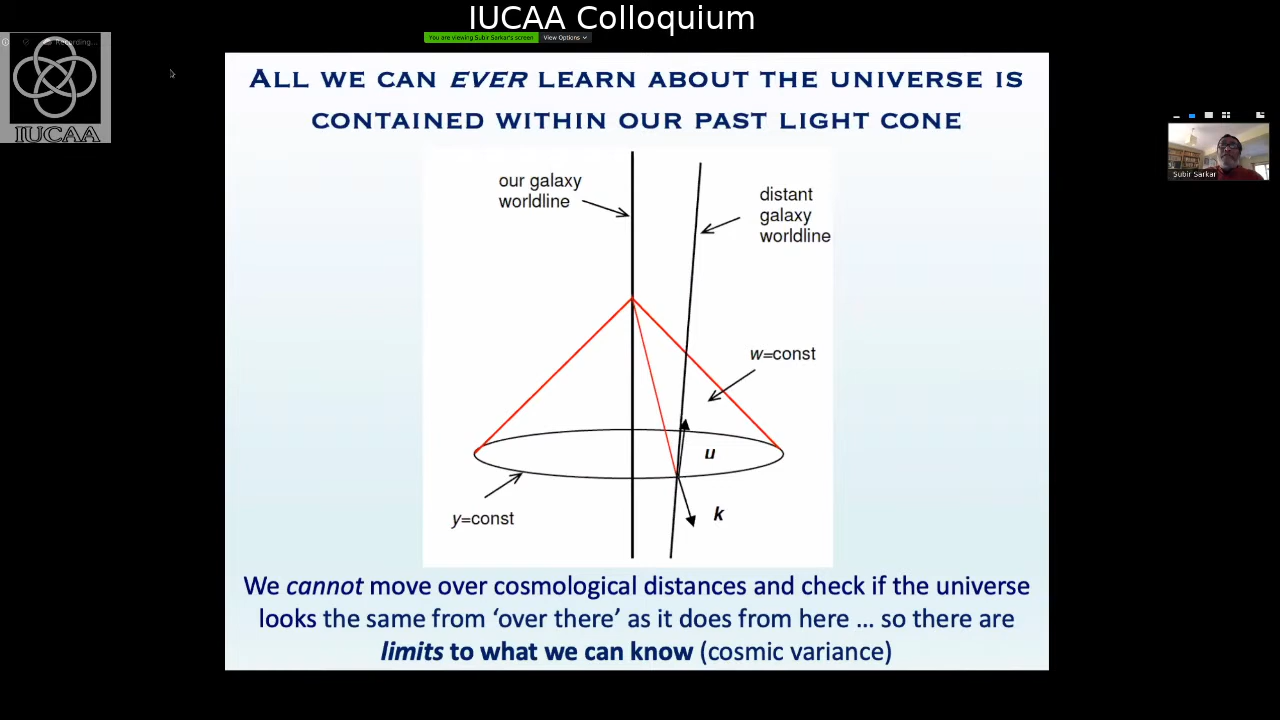 IUCAA Colloquium
You are viewing Subir Sarkar's screen
View Options
Recording...
IUCAA
ALL WE CAN EVER LEARN ABOUT THE UNIVERSE IS
CONTAINED WITHIN OUR PAST LIGHT CONE
our galaxy
worldline
distant
galaxy
worldline
w=const
u
k
y=const
We cannot move over cosmological distances and check if the universe
looks the same from ‘over there’ as it does from here … so there are
limits to what we can know (cosmic variance)
Subir Sarkar